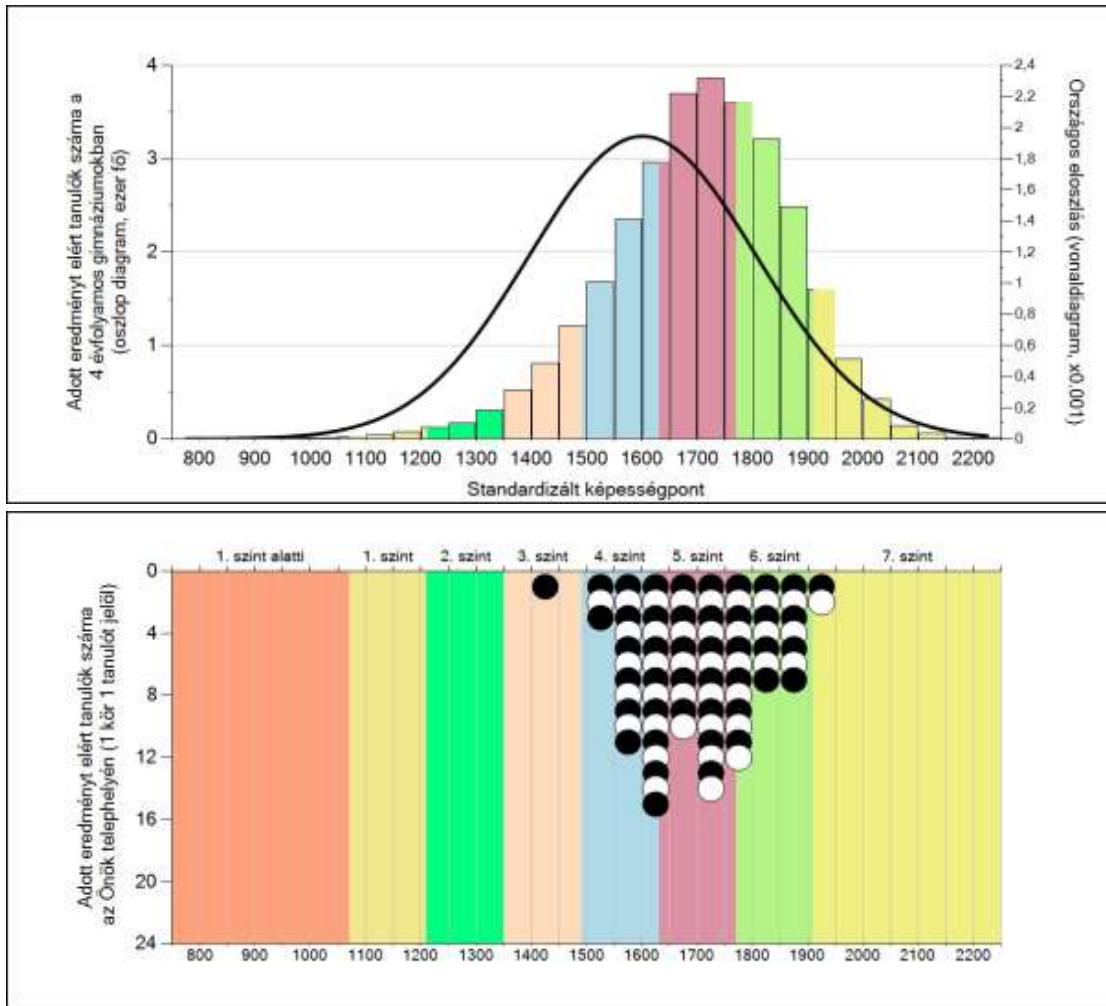 Adott eredményt elért tanulók száma a
4 évfolyamos gimnáziumokban
(oszlop diagram, ezer fő)
4
3
2
1
0
2,4
2,2
2
1,8
1,6
1,4
1,2
1
0,8
0,6
0,4
0,2
0
Országos eloszlás (vonaldiagram, x0.001)
800 900 1000 1100 1200 1300 1400 1500 1600 1700 1800 1900 2000 2100 2200
Standardizált képességpont
1. szint alatti 1. szint 2. szint 3. szint 4. szint 5. szint 6. szint 7. szint
Adott eredményt elért tanulók száma
az Önök telephelyén (1 kör 1 tanulót jelöl)
0
4
8
12
16
20
24
800 900 1000 1100 1200 1300 1400 1500 1600 1700 1800 1900 2000 2100 2200